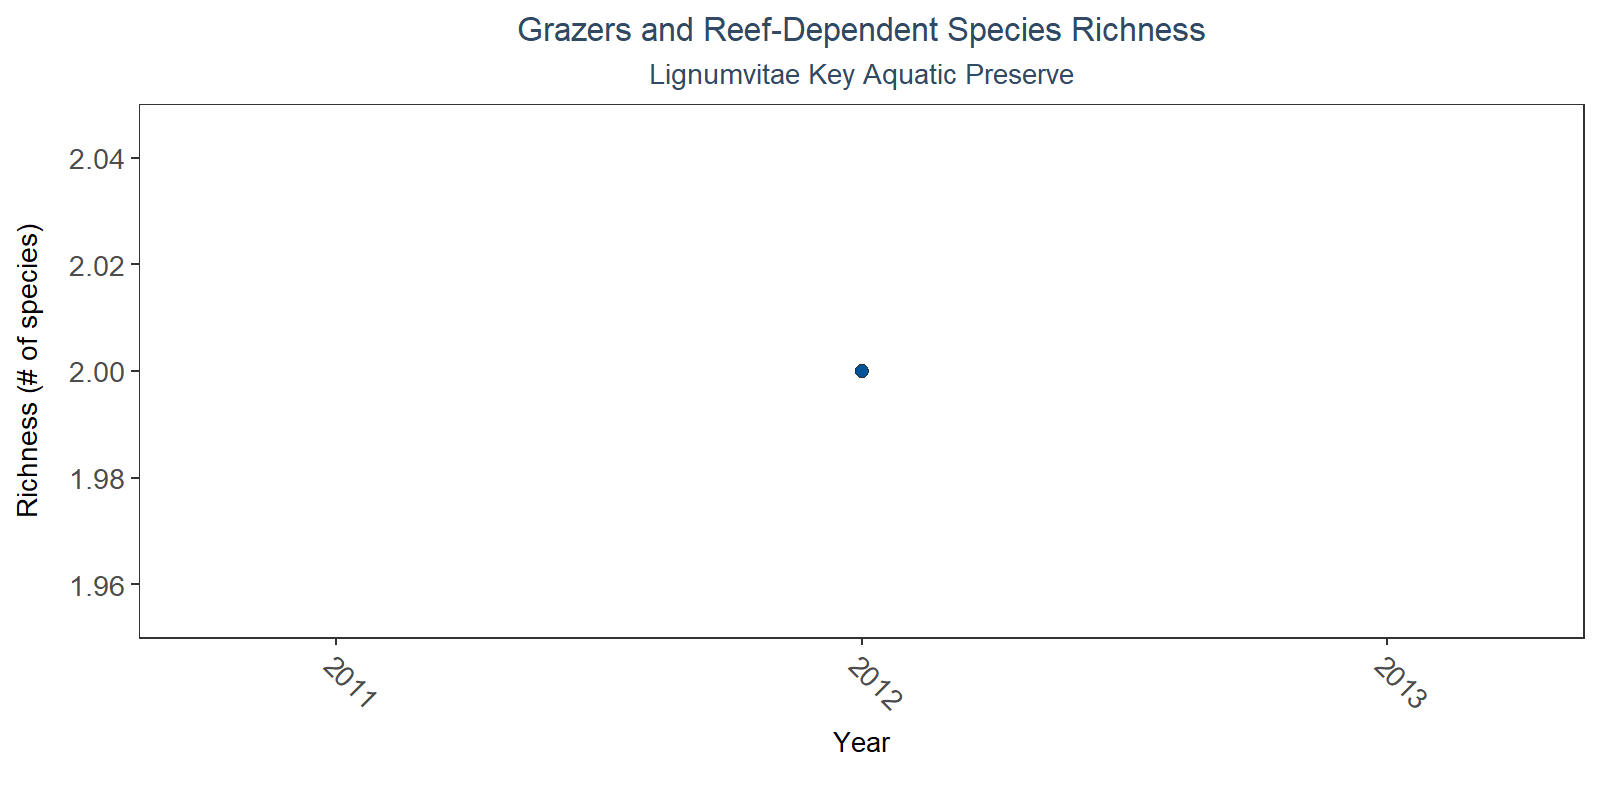 Grazers and Reef-Dependent Species Richness
Lignumvitae Key Aquatic Preserve
Richness (# of species)
2.04
2.02
2.00
1.98
1.96
2011
2012
2013
Year